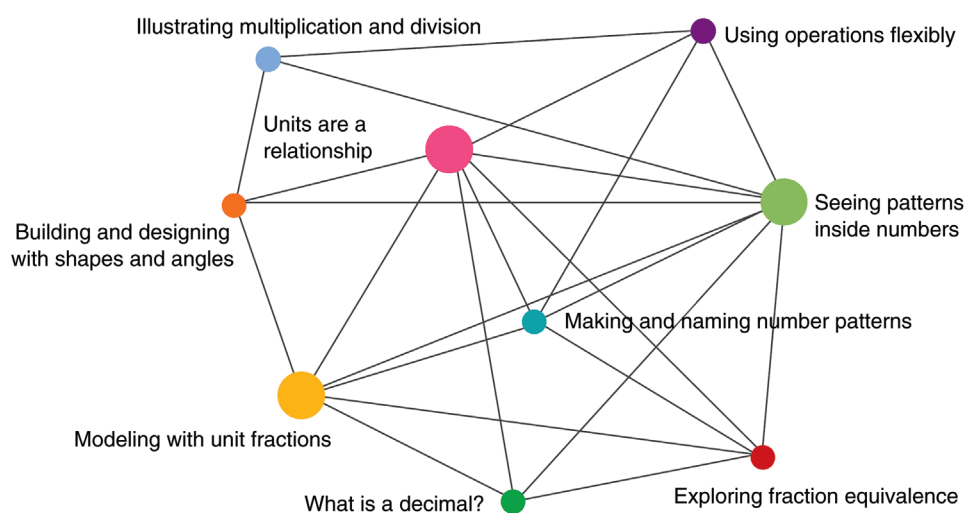 Illustrating multiplication and division
Using operations flexibly
Units are a
relationship
Seeing patterns
inside numbers
Building and designing
with shapes and angles
Making and naming number patterns
Modeling with unit fractions
What is a decimal?
Exploring fraction equivalence